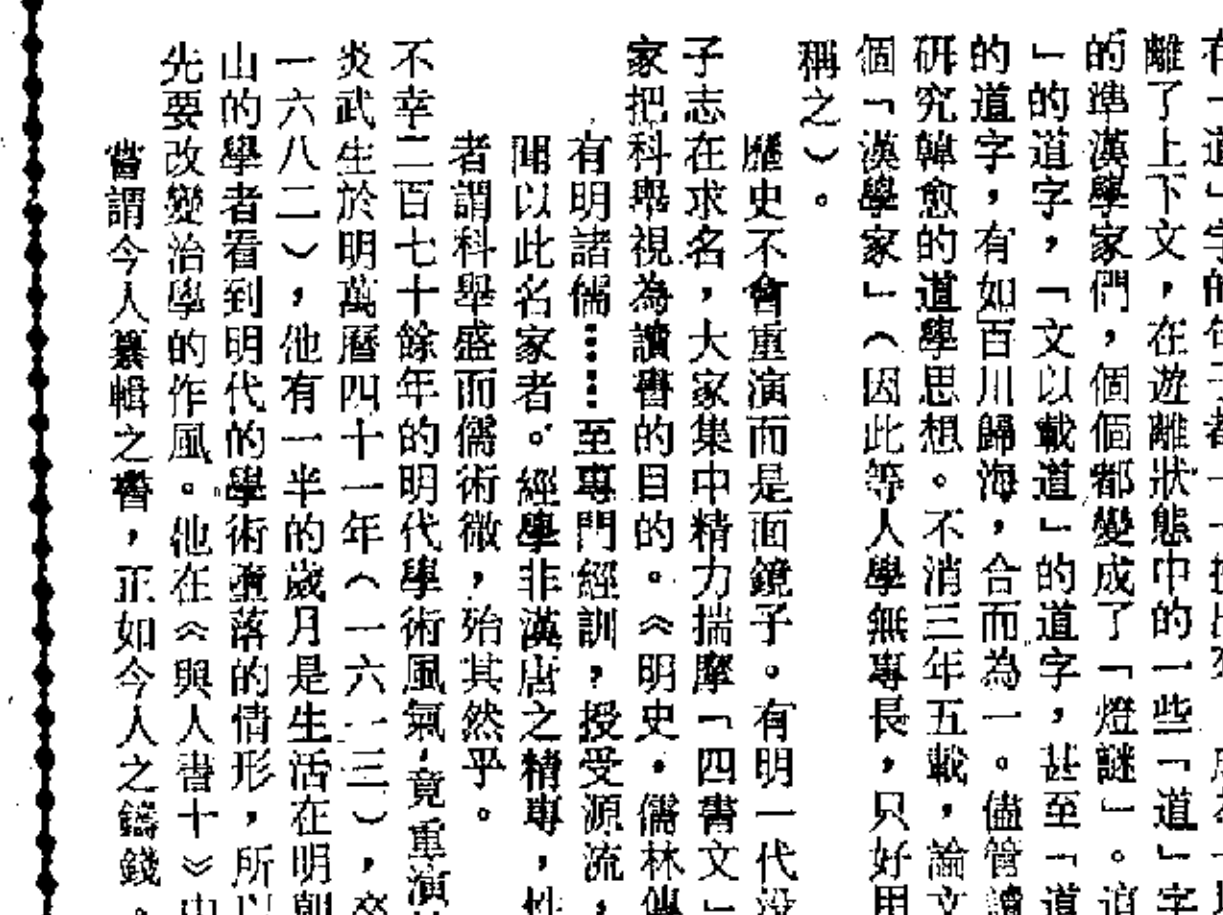 離了上下文，在遊離狀態中的一些「道」字
的準漢學家們，個個都變成了「燈謎」。
」的道字，「文以載道」的道字，甚至「道
的道字，有如百川歸海，合而為一。儘管讀
研究韓愈的道學思想。不消三年五載，論文
個「漢學家」（因此等人學無專長，只好用
稱之）。
歷史不會重演而是面鏡子。有明一代没
子志在求名，大家集中精力揣摩「四書文」
家把科舉視為讀書的目的。《明史・儒林傳
有明諸儒……至專門經訓，授受源流，
聞以此名家者。經學非漢唐之精專，性
者謂科舉盛而儒術微，殆其然乎。
不幸二百七十餘年的明代學術風氣，竟重演
炎武生於明萬曆四十一年（一六一三），卒
一六八二），他有一半的歲月是生活在明朝
山的學者看到明代的學術墮落的情形，所以
先要改變治學的作風。他在《與人書十》中
嘗謂今人纂輯之書，正如今人之鑄錢。